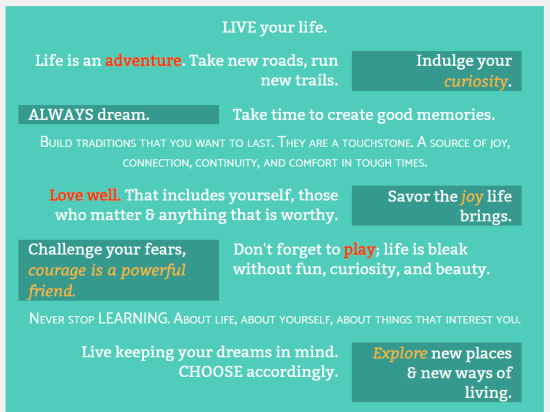 LIVE your life.
Life is an adventure. Take new roads, run
new trails.
Indulge your
curiosity.
ALWAYS dream.
Take time to create good memories.
Build traditions that you want to last. They are a touchstone. A source of joy,
connection, continuity, and comfort in tough times.
Love well. That includes yourself, those
who matter & anything that is worthy.
Savor the joy life
brings.
Challenge your fears,
courage is a powerful
friend.
Don't forget to play; life is bleak
without fun, curiosity, and beauty.
Never stop LEARNING. About life, about yourself, about things that interest you.
Live keeping your dreams in mind.
CHOOSE accordingly.
Explore new places
& new ways of
living.